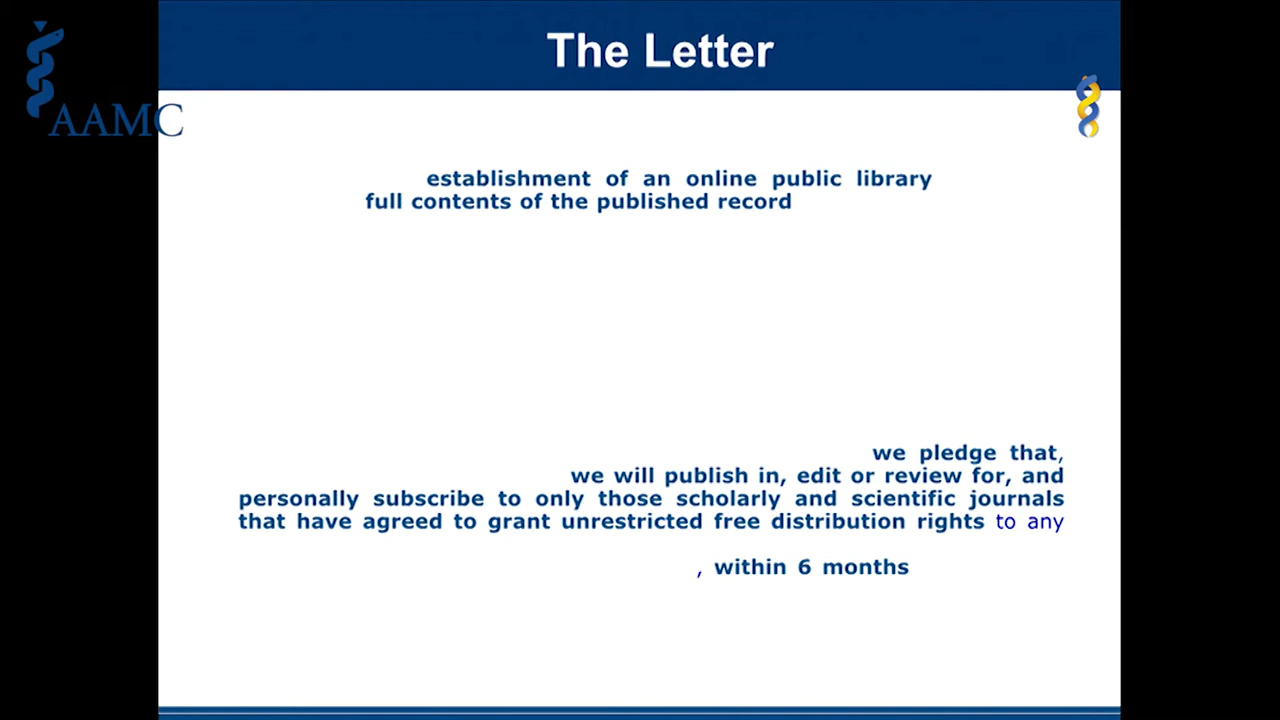 The Letter
AAMC
establishment of an online public library
full contents of the published record
we pledge that,
we will publish in, edit or review for, and
personally subscribe to only those scholarly and scientific journals
that have agreed to grant unrestricted free distribution rights to any
, within 6 months